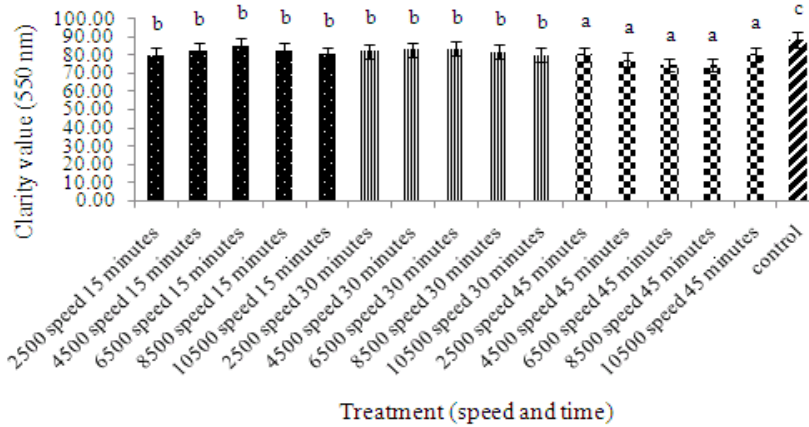 b b b b b b b b b b a a a a a c
100.00
90.00
80.00
70.00
60.00
50.00
40.00
30.00
20.00
10.00
0.00
Clarity value (550 nm)
2500 speed 15 minutes
4500 speed 15 minutes
6500 speed 15 minutes
8500 speed 15 minutes
10500 speed 15 minutes
2500 speed 30 minutes
4500 speed 30 minutes
6500 speed 30 minutes
8500 speed 30 minutes
10500 speed 30 minutes
2500 speed 45 minutes
4500 speed 45 minutes
6500 speed 45 minutes
8500 speed 45 minutes
10500 speed 45 minutes
control
Treatment (speed and time)